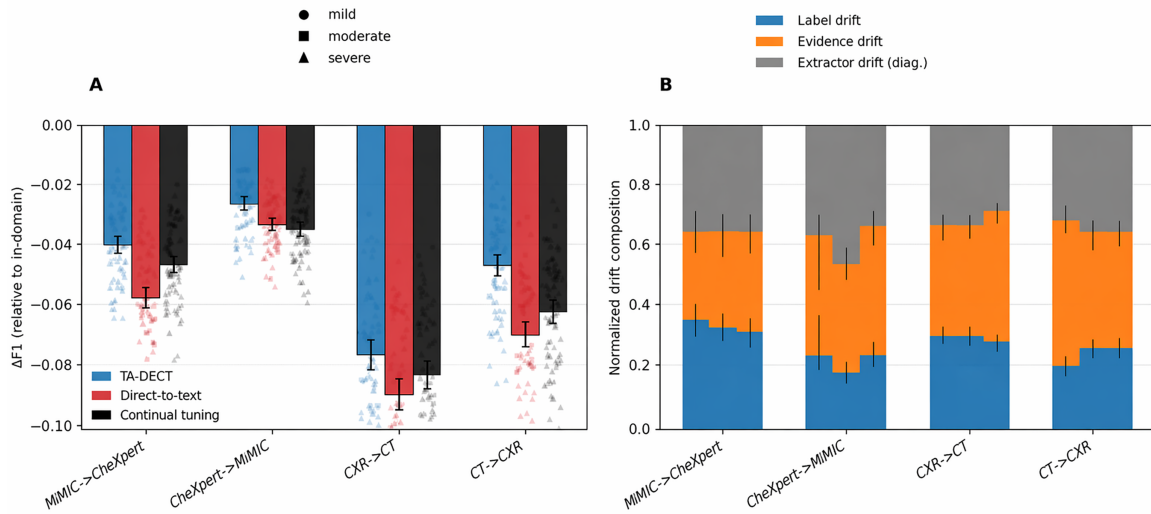 mild
moderate
severe
Label drift
Evidence drift
Extractor drift (diag.)
A
B
ΔF1 (relative to in-domain)
0.00
−0.02
−0.04
−0.06
−0.08
−0.10
TA-DECT
Direct-to-text
Continual tuning
MIMIC->CheXpert
CheXpert->MiMIC
CXR->CT
CT->CXR
Normalized drift composition
1.0
0.8
0.6
0.4
0.2
0.0
MIMIC->CheXpert
CheXpert->MIMIC
CXR->CT
CT->CXR